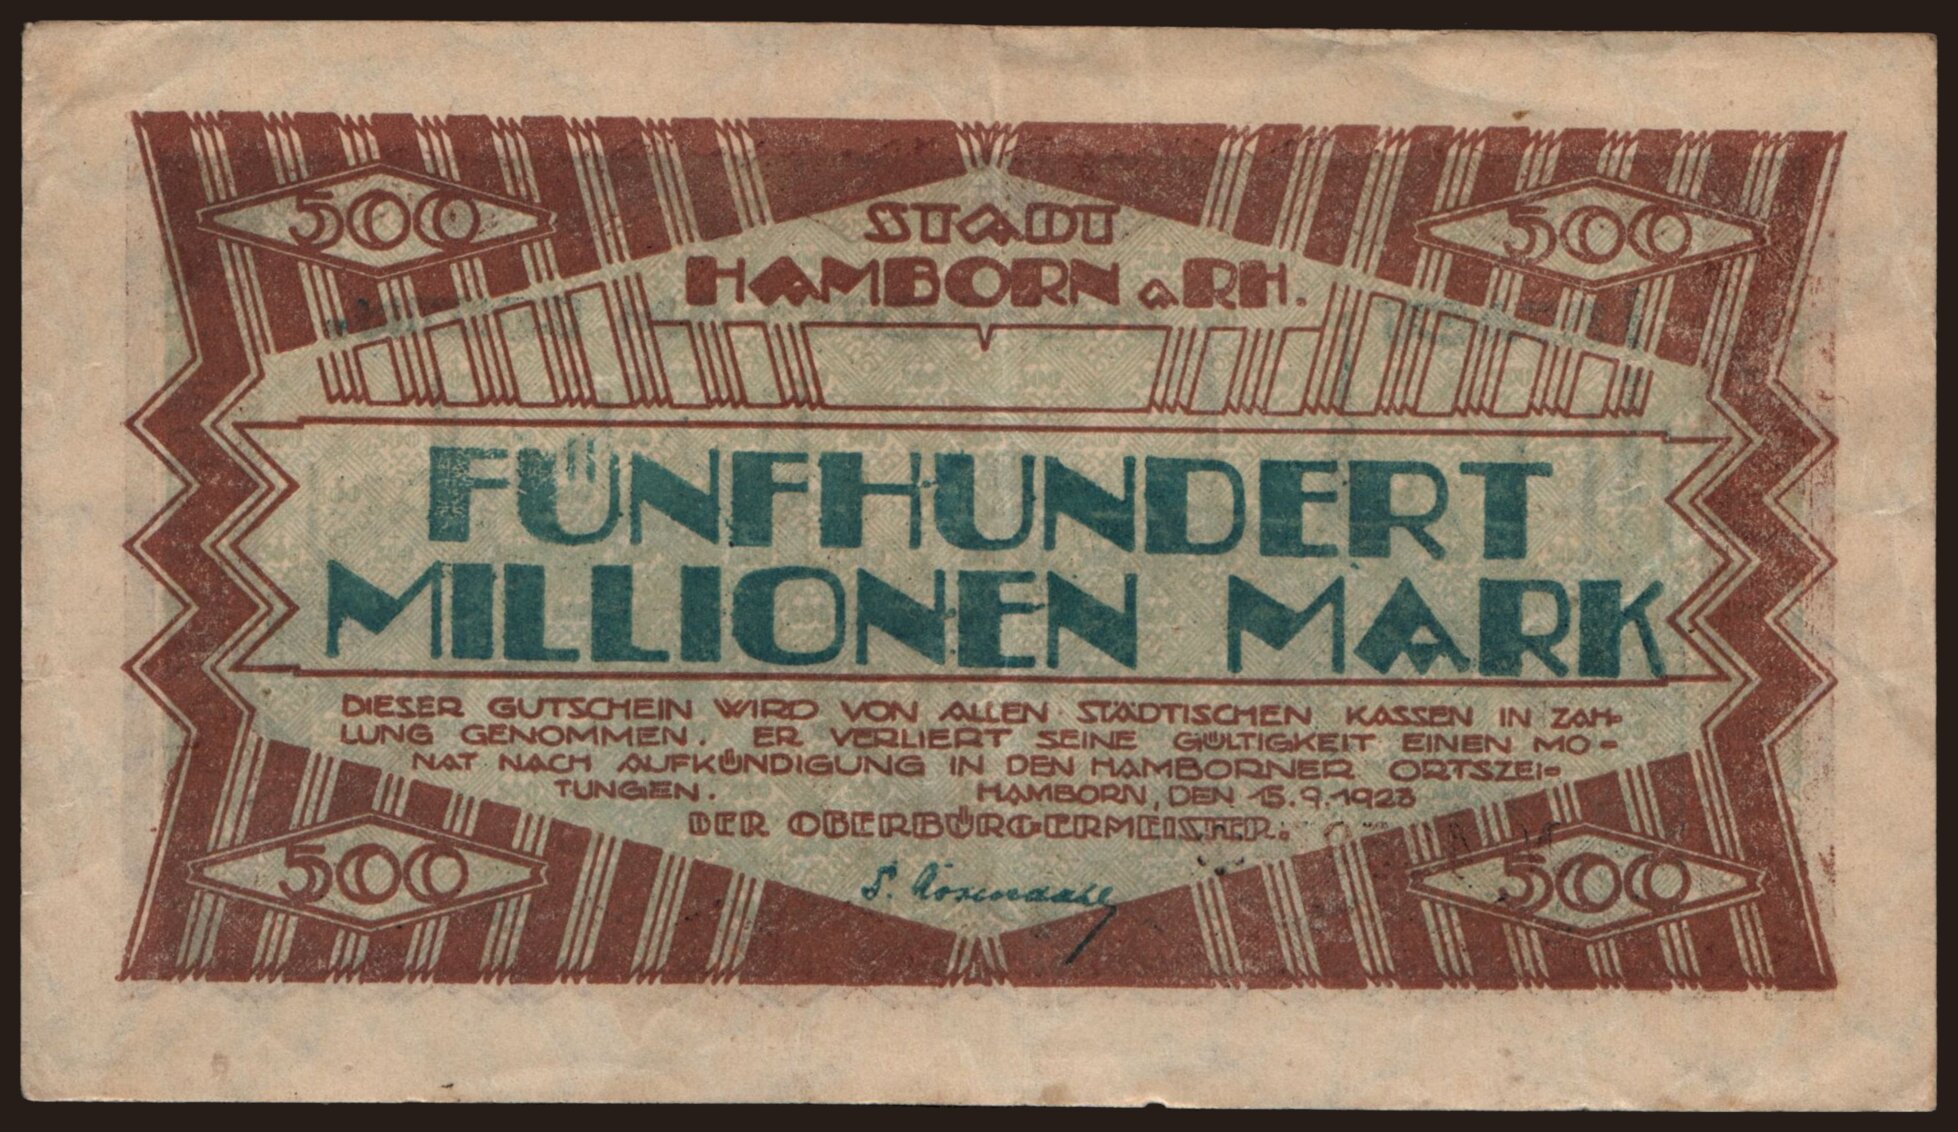 500 500
STADT
HAMBORN a RH.
FÜNFHUNDERT
MILLIONEN MARK
DIESER GUTSCHEIN WIRD VON ALLEN STÄDTISCHEN KASSEN IN ZAH-
LUNG GENOMMEN. ER VERLIERT SEINE GÜLTIGKEIT EINEN MO-
NAT NACH AUFKÜNDIGUNG IN DEN HAMBORNER ORTSZEI-
TUNGEN. HAMBORN, DEN 15.9.1923
DER OBERBÜRGERMEISTER.
500 500